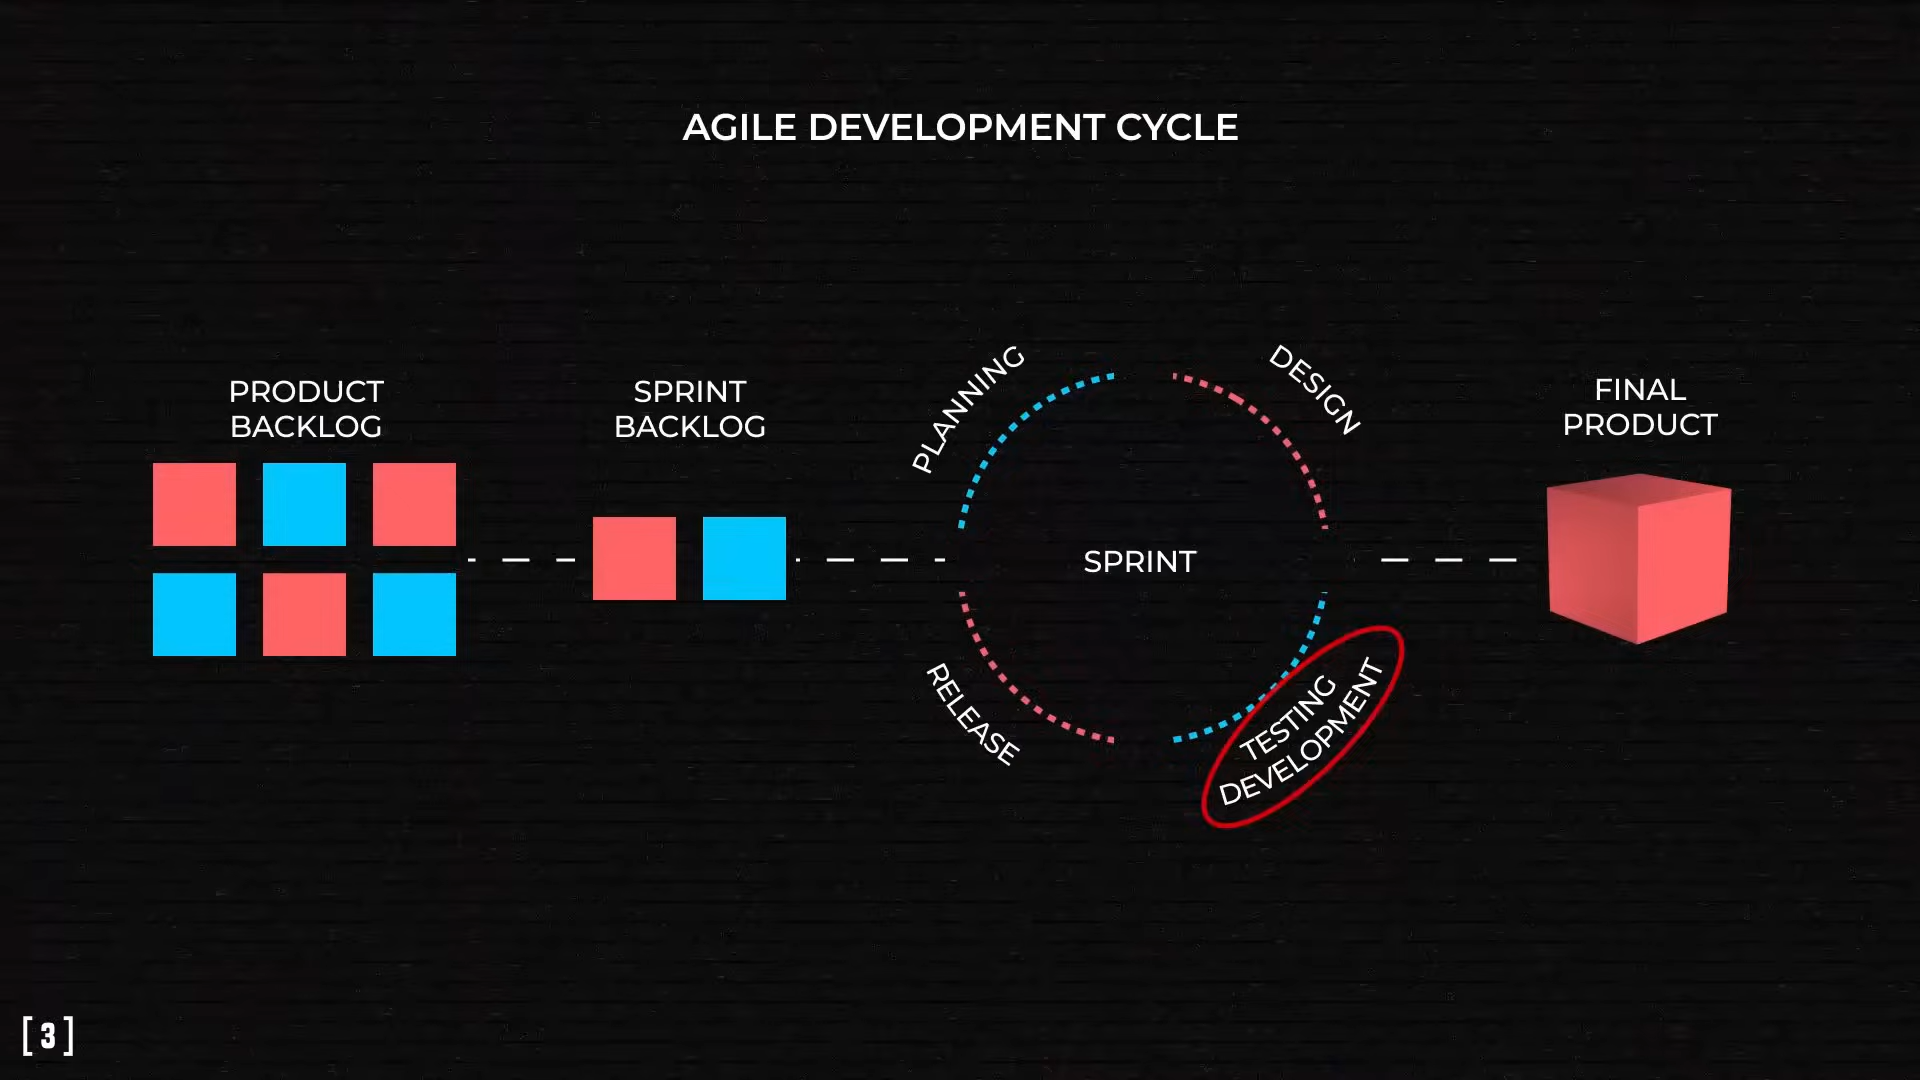 AGILE DEVELOPMENT CYCLE
PRODUCT
BACKLOG
SPRINT
BACKLOG
PLANNING
DESIGN
SPRINT
RELEASE
TESTING
DEVELOPMENT
FINAL
PRODUCT
[3]